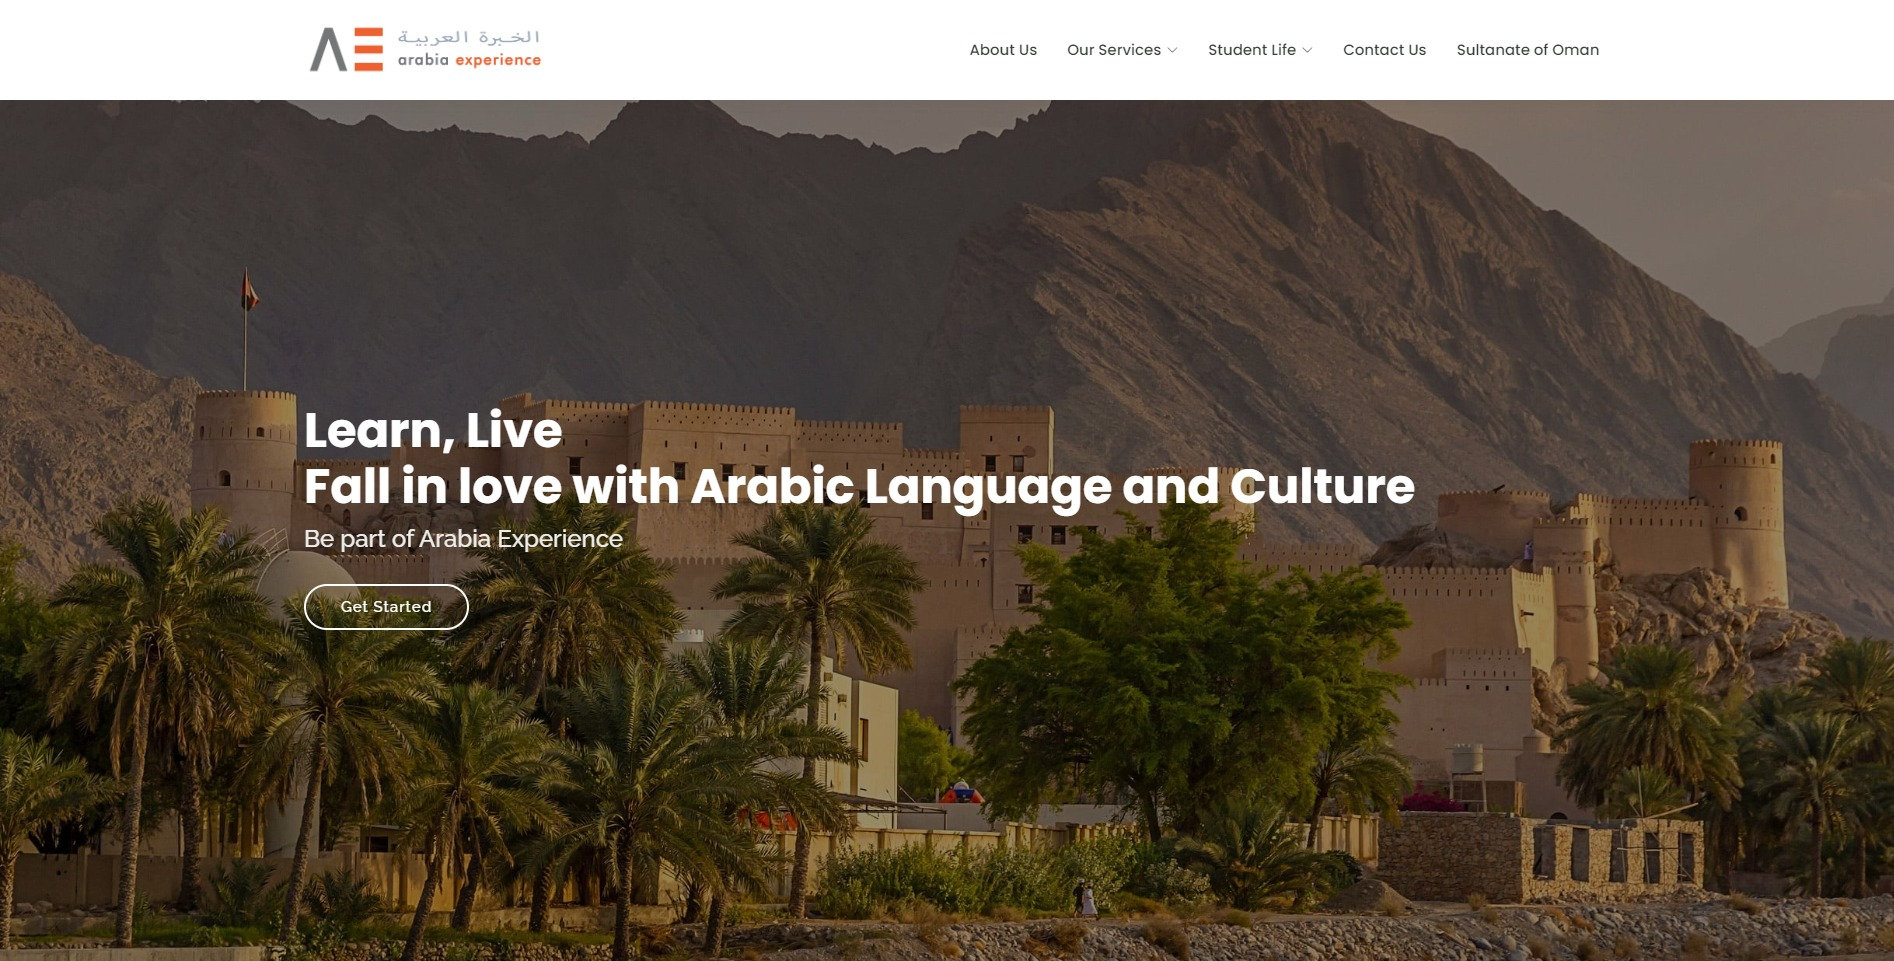 الخبرة العربية
arabia experience
About Us
Our Services
Student Life
Contact Us
Sultanate of Oman
Learn, Live
Fall in love with Arabic Language and Culture
Be part of Arabia Experience
Get Started